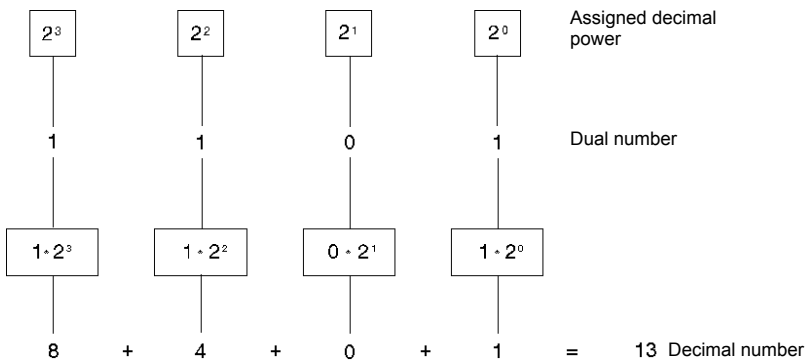 2³ 2² 2¹ 2⁰ Assigned decimal
power
1 1 0 1 Dual number
1 * 2³ 1 * 2² 0 * 2¹ 1 * 2⁰
8 + 4 + 0 + 1 = 13 Decimal number